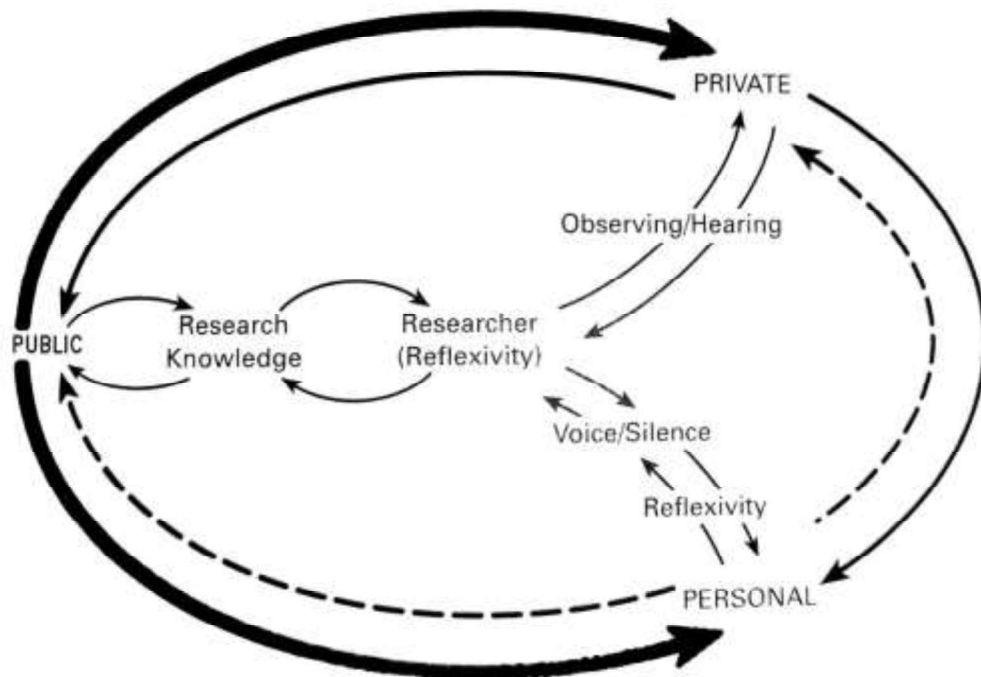 PRIVATE
Observing/Hearing
PUBLIC
Research
Knowledge
Researcher
(Reflexivity)
Voice/Silence
Reflexivity
PERSONAL